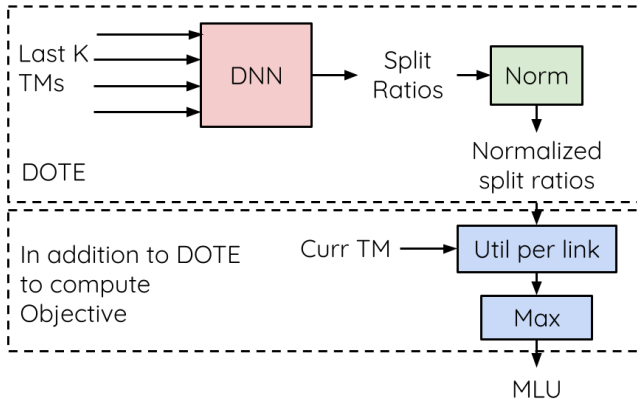 Last K
TMs
DNN
Split
Ratios
Norm
Normalized
split ratios
DOTE
In addition to DOTE
to compute
Objective
Curr TM
Util per link
Max
MLU